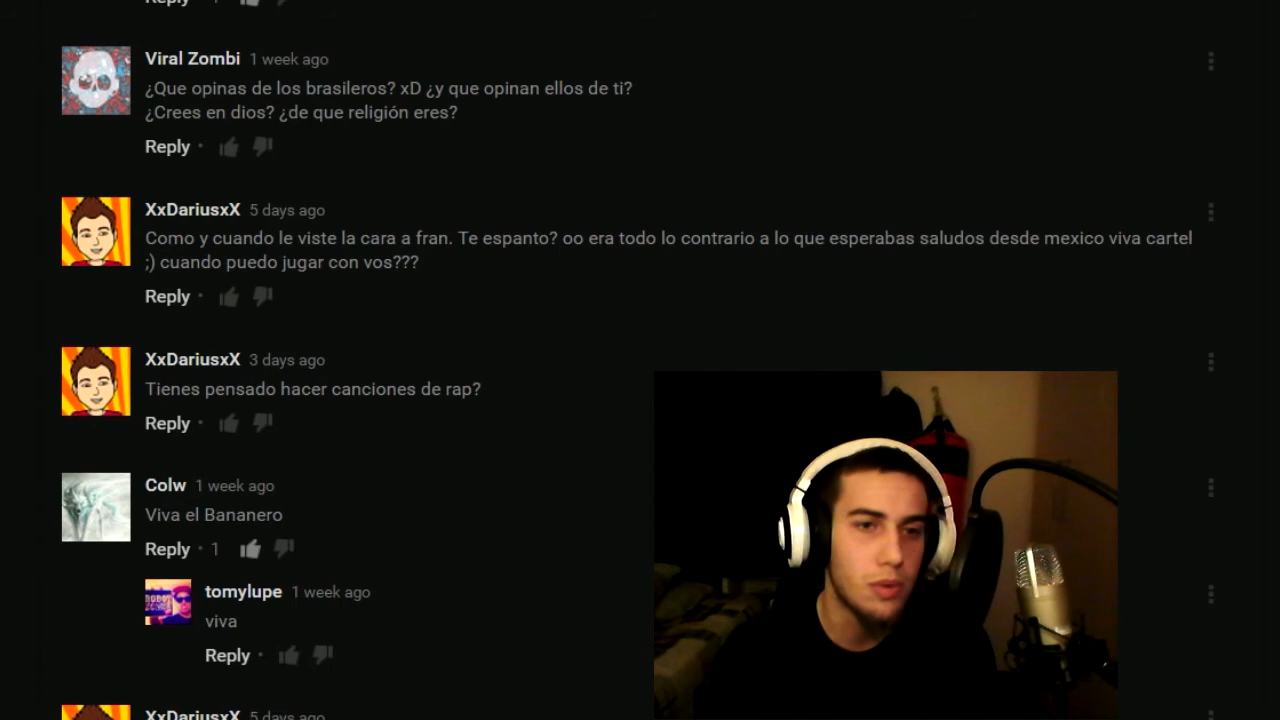 Reply
Viral Zombi 1 week ago
¿Que opinas de los brasileros? xD ¿y que opinan ellos de ti?
¿Crees en dios? ¿de que religión eres?
Reply
XxDariusxX 5 days ago
Como y cuando le viste la cara a fran. Te espanto? oo era todo lo contrario a lo que esperabas saludos desde mexico viva cartel
;) cuando puedo jugar con vos???
Reply
XxDariusxX 3 days ago
Tienes pensado hacer canciones de rap?
Reply
Colw 1 week ago
Viva el Bananero
Reply · 1
tomylupe 1 week ago
viva
Reply
XxDariusxX 5 days ago